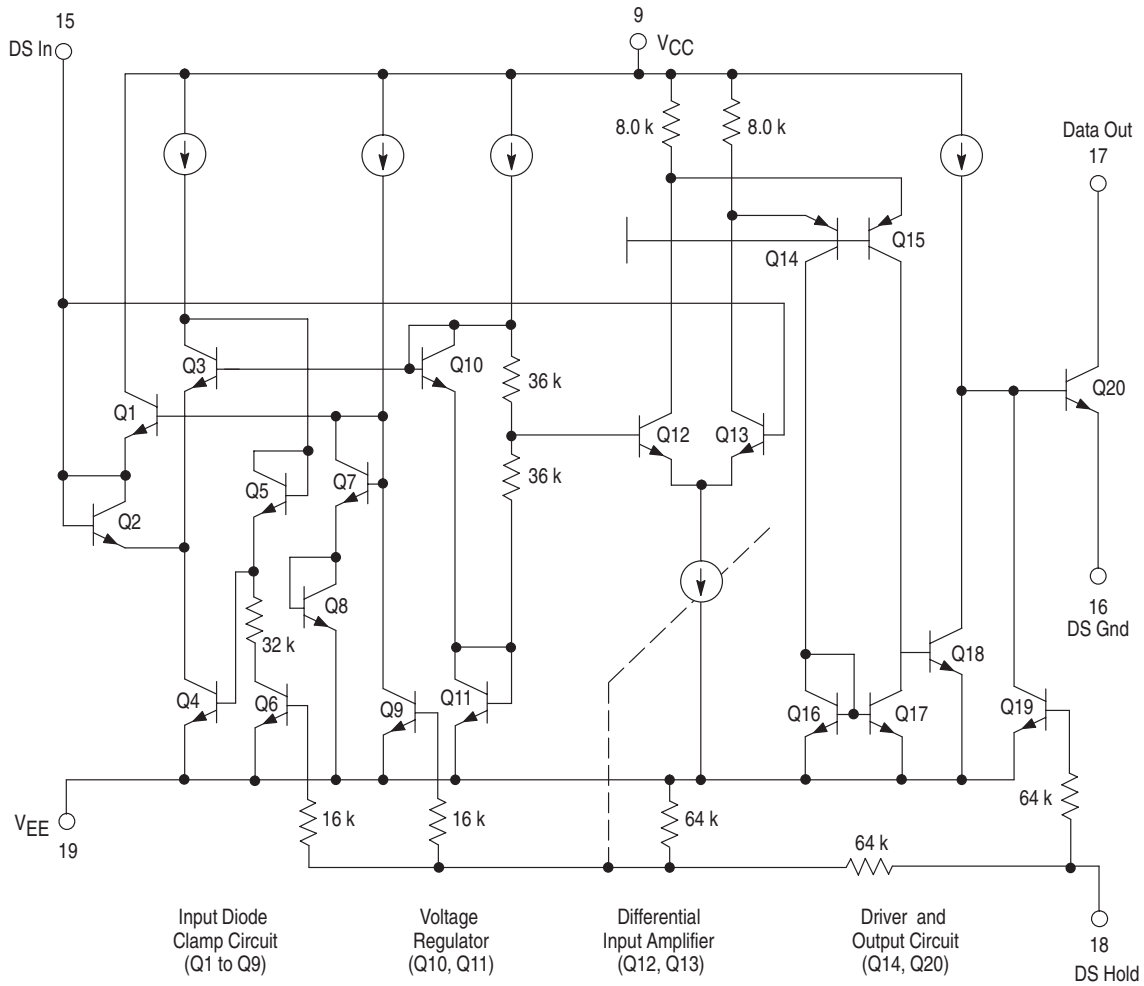 15
DS In
9
VCC
8.0 k
8.0 k
Data Out
17
Q15
Q14
Q3
Q10
36 k
Q20
Q1
Q12
Q13
Q5
Q7
36 k
Q2
Q8
16
DS Gnd
32 k
Q18
Q4
Q6
Q9
Q11
Q16
Q17
Q19
VEE
19
16 k
16 k
64 k
64 k
64 k
Input Diode
Clamp Circuit
(Q1 to Q9)
Voltage
Regulator
(Q10, Q11)
Differential
Input Amplifier
(Q12, Q13)
Driver and
Output Circuit
(Q14, Q20)
18
DS Hold